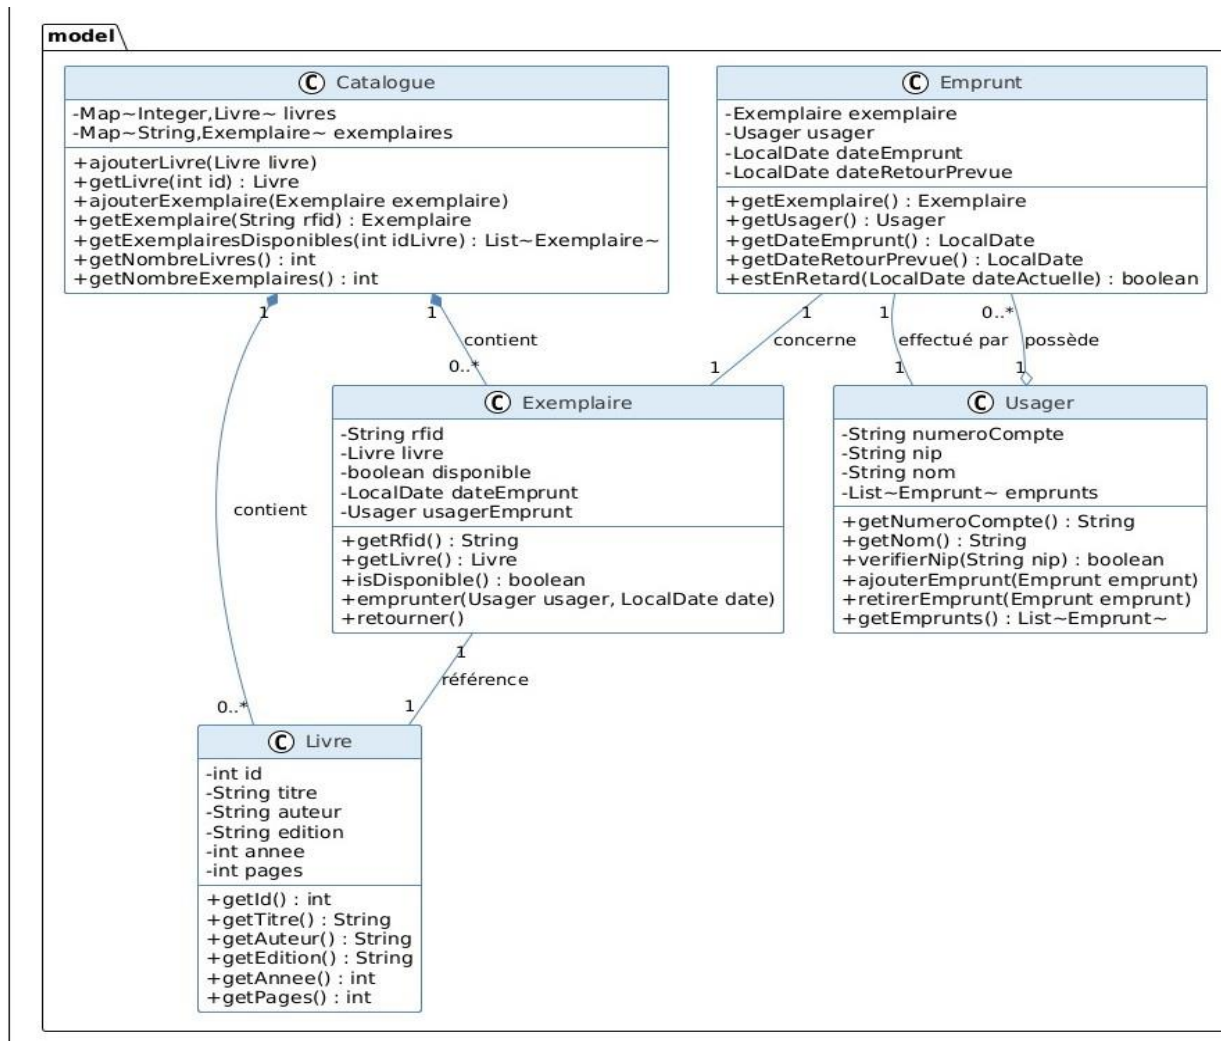 model
C Catalogue
-Map~Integer,Livre~ livres
-Map~String,Exemplaire~ exemplaires
+ajouterLivre(Livre livre)
+getLivre(int id) : Livre
+ajouterExemplaire(Exemplaire exemplaire)
+getExemplaire(String rfid) : Exemplaire
+getExemplairesDisponibles(int idLivre) : List~Exemplaire~
+getNombreLivres() : int
+getNombreExemplaires() : int
C Emprunt
-Exemplaire exemplaire
-Usager usager
-LocalDate dateEmprunt
-LocalDate dateRetourPrevue
+getExemplaire() : Exemplaire
+getUsager() : Usager
+getDateEmprunt() : LocalDate
+getDateRetourPrevue() : LocalDate
+estEnRetard(LocalDate dateActuelle) : boolean
1
1
1
1
0..*
contient
concerne
effectué par
possède
0..*
1
1
1
C Exemplaire
-String rfid
-Livre livre
-boolean disponible
-LocalDate dateEmprunt
-Usager usagerEmprunt
+getRfid() : String
+getLivre() : Livre
+isDisponible() : boolean
+emprunter(Usager usager, LocalDate date)
+retourner()
C Usager
-String numeroCompte
-String nip
-String nom
-List~Emprunt~ emprunts
+getNumeroCompte() : String
+getNom() : String
+verifierNip(String nip) : boolean
+ajouterEmprunt(Emprunt emprunt)
+retirerEmprunt(Emprunt emprunt)
+getEmprunts() : List~Emprunt~
contient
1
référence
0..*
1
C Livre
-int id
-String titre
-String auteur
-String edition
-int annee
-int pages
+getId() : int
+getTitre() : String
+getAuteur() : String
+getEdition() : String
+getAnnee() : int
+getPages() : int